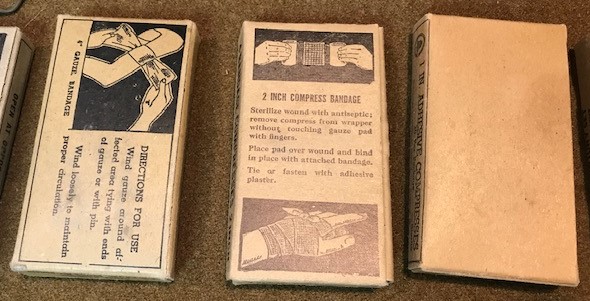 OPEN AT
4" GAUZE BANDAGE
DIRECTIONS FOR USE
Wind gauze around af-
fected area tying with ends
of gauze or with pin.
Wind loosely to maintain
proper circulation.
2 INCH COMPRESS BANDAGE
Sterilize wound with antiseptic;
remove compress from wrapper
without touching gauze pad
with fingers.
Place pad over wound and bind
in place with attached bandage.
Tie or fasten with adhesive
plaster.
1 IN. ADHESIVE COMPRESSES